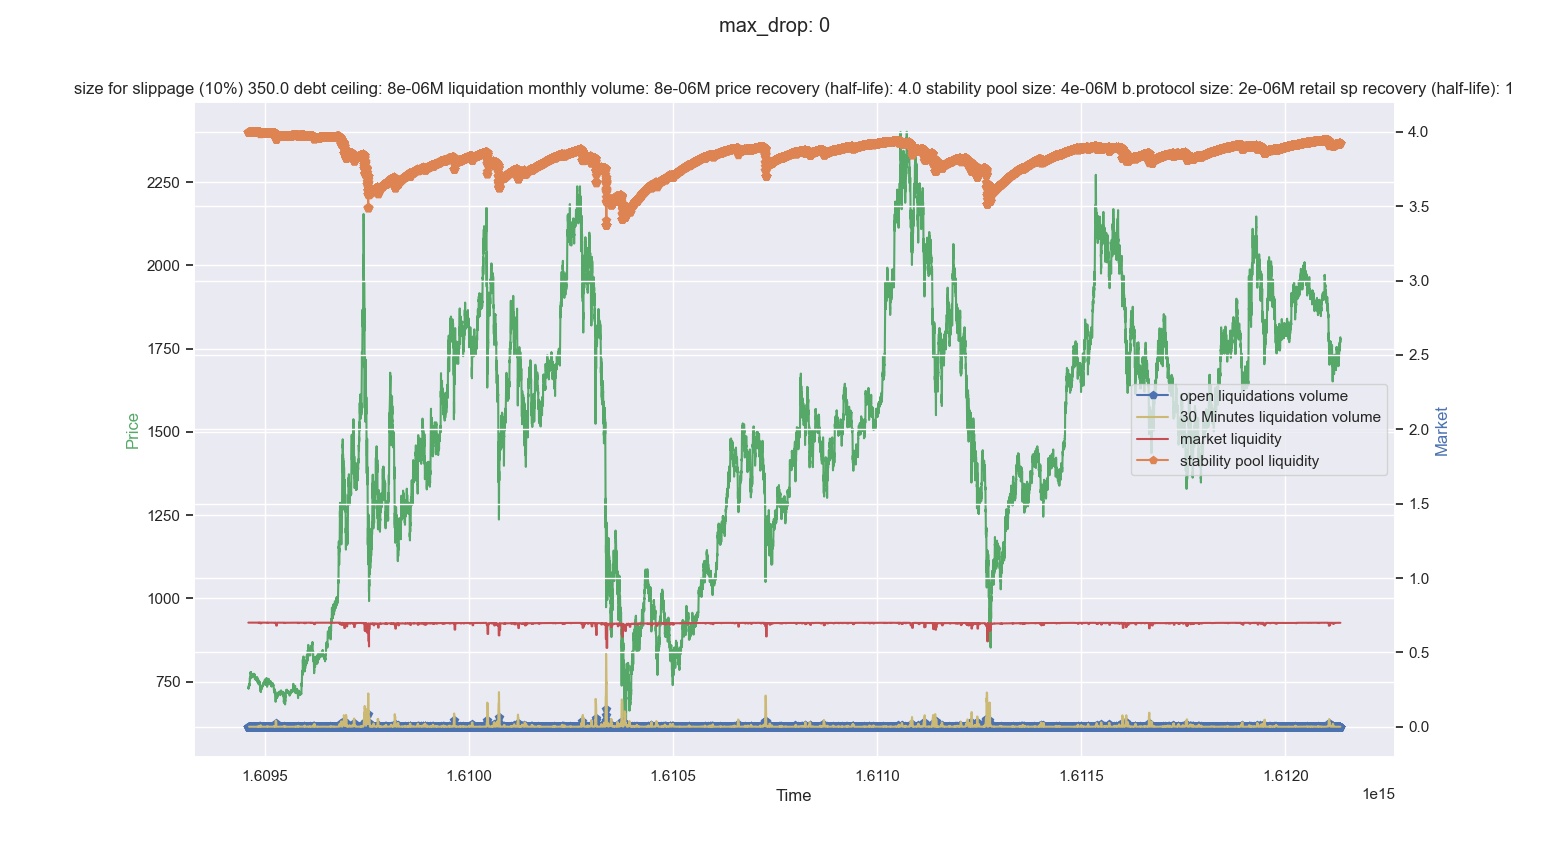 max_drop: 0
size for slippage (10%) 350.0 debt ceiling: 8e-06M liquidation monthly volume: 8e-06M price recovery (half-life): 4.0 stability pool size: 4e-06M b.protocol size: 2e-06M retail sp recovery (half-life): 1
4.0
2250
3.5
2000
3.0
1750
2.5
open liquidations volume
30 Minutes liquidation volume
market liquidity
stability pool liquidity
Price
Market
1500
2.0
1250
1.5
1000
1.0
750
0.5
0.0
1.6095 1.6100 1.6105 1.6110 1.6115 1.6120
Time
1e15